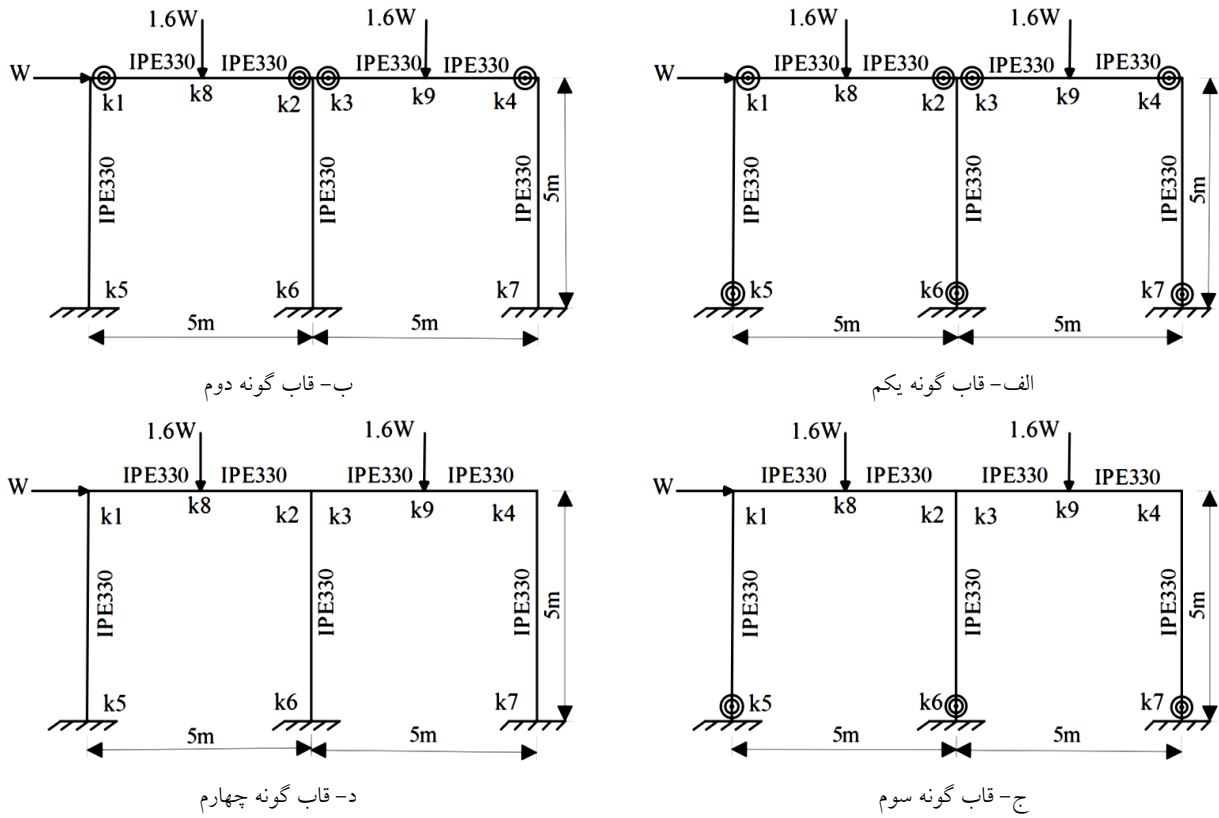 1.6W 1.6W
IPE330 IPE330 IPE330 IPE330
W
k1 k8 k2 k3 k9 k4
IPE330 IPE330 IPE330 5m
k5 k6 k7
5m 5m
الف- قاب گونه یکم
1.6W 1.6W
IPE330 IPE330 IPE330 IPE330
W
k1 k8 k2 k3 k9 k4
IPE330 IPE330 IPE330 5m
k5 k6 k7
5m 5m
ب- قاب گونه دوم
1.6W 1.6W
IPE330 IPE330 IPE330 IPE330
W
k1 k8 k2 k3 k9 k4
IPE330 IPE330 IPE330 5m
k5 k6 k7
5m 5m
ج- قاب گونه سوم
1.6W 1.6W
IPE330 IPE330 IPE330 IPE330
W
k1 k8 k2 k3 k9 k4
IPE330 IPE330 IPE330 5m
k5 k6 k7
5m 5m
د- قاب گونه چهارم